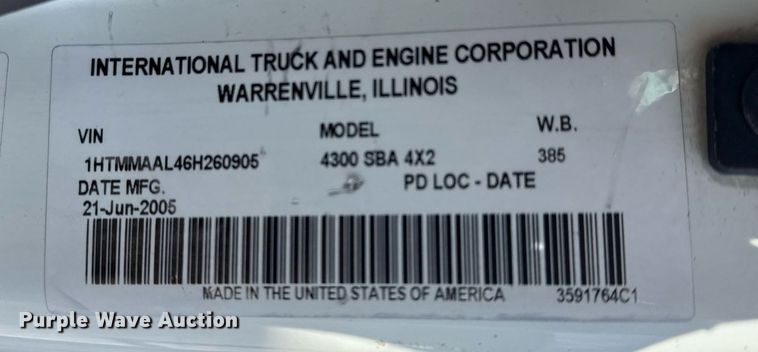 INTERNATIONAL TRUCK AND ENGINE CORPORATION
WARRENVILLE, ILLINOIS
VIN MODEL W.B.
1HTMMAAL46H260905 4300 SBA 4X2 385
DATE MFG. PD LOC - DATE
21-Jun-2005
MADE IN THE UNITED STATES OF AMERICA 3591764C1
Purple Wave Auction